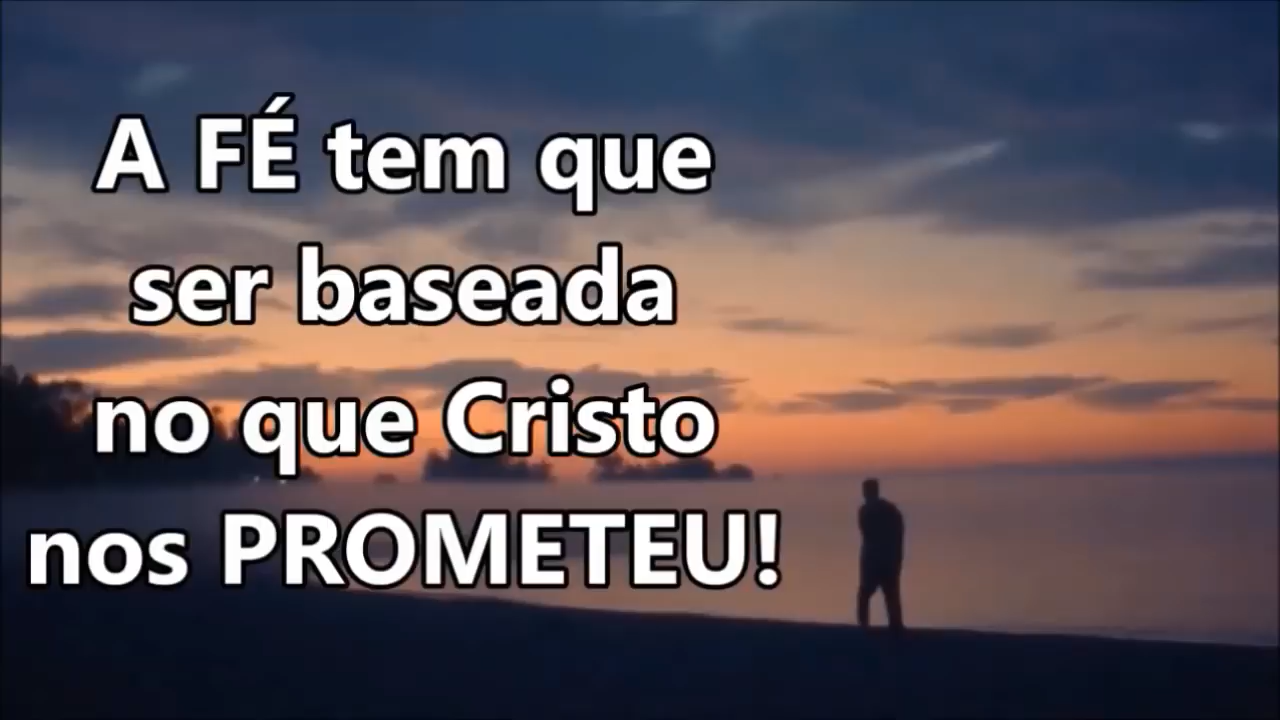 A FÉ tem que
ser baseada
no que Cristo
nos PROMETEU!